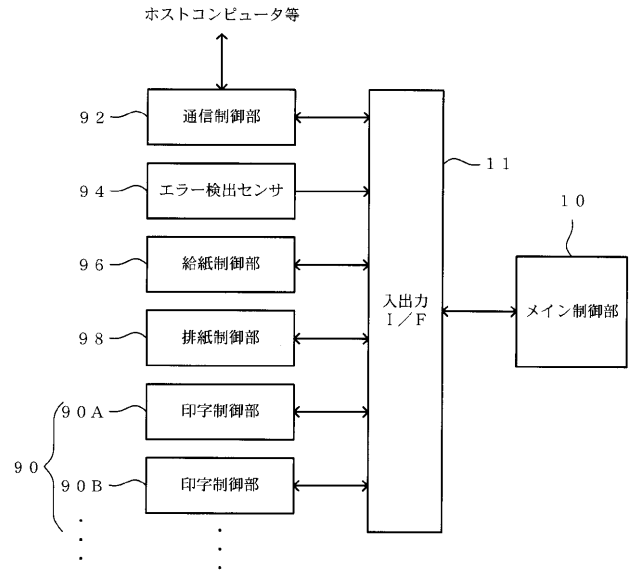 ホストコンピュータ等
92
通信制御部
94
エラー検出センサ
96
給紙制御部
98
排紙制御部
90
90A
印字制御部
90B
印字制御部
入出力
I/F
11
10
メイン制御部